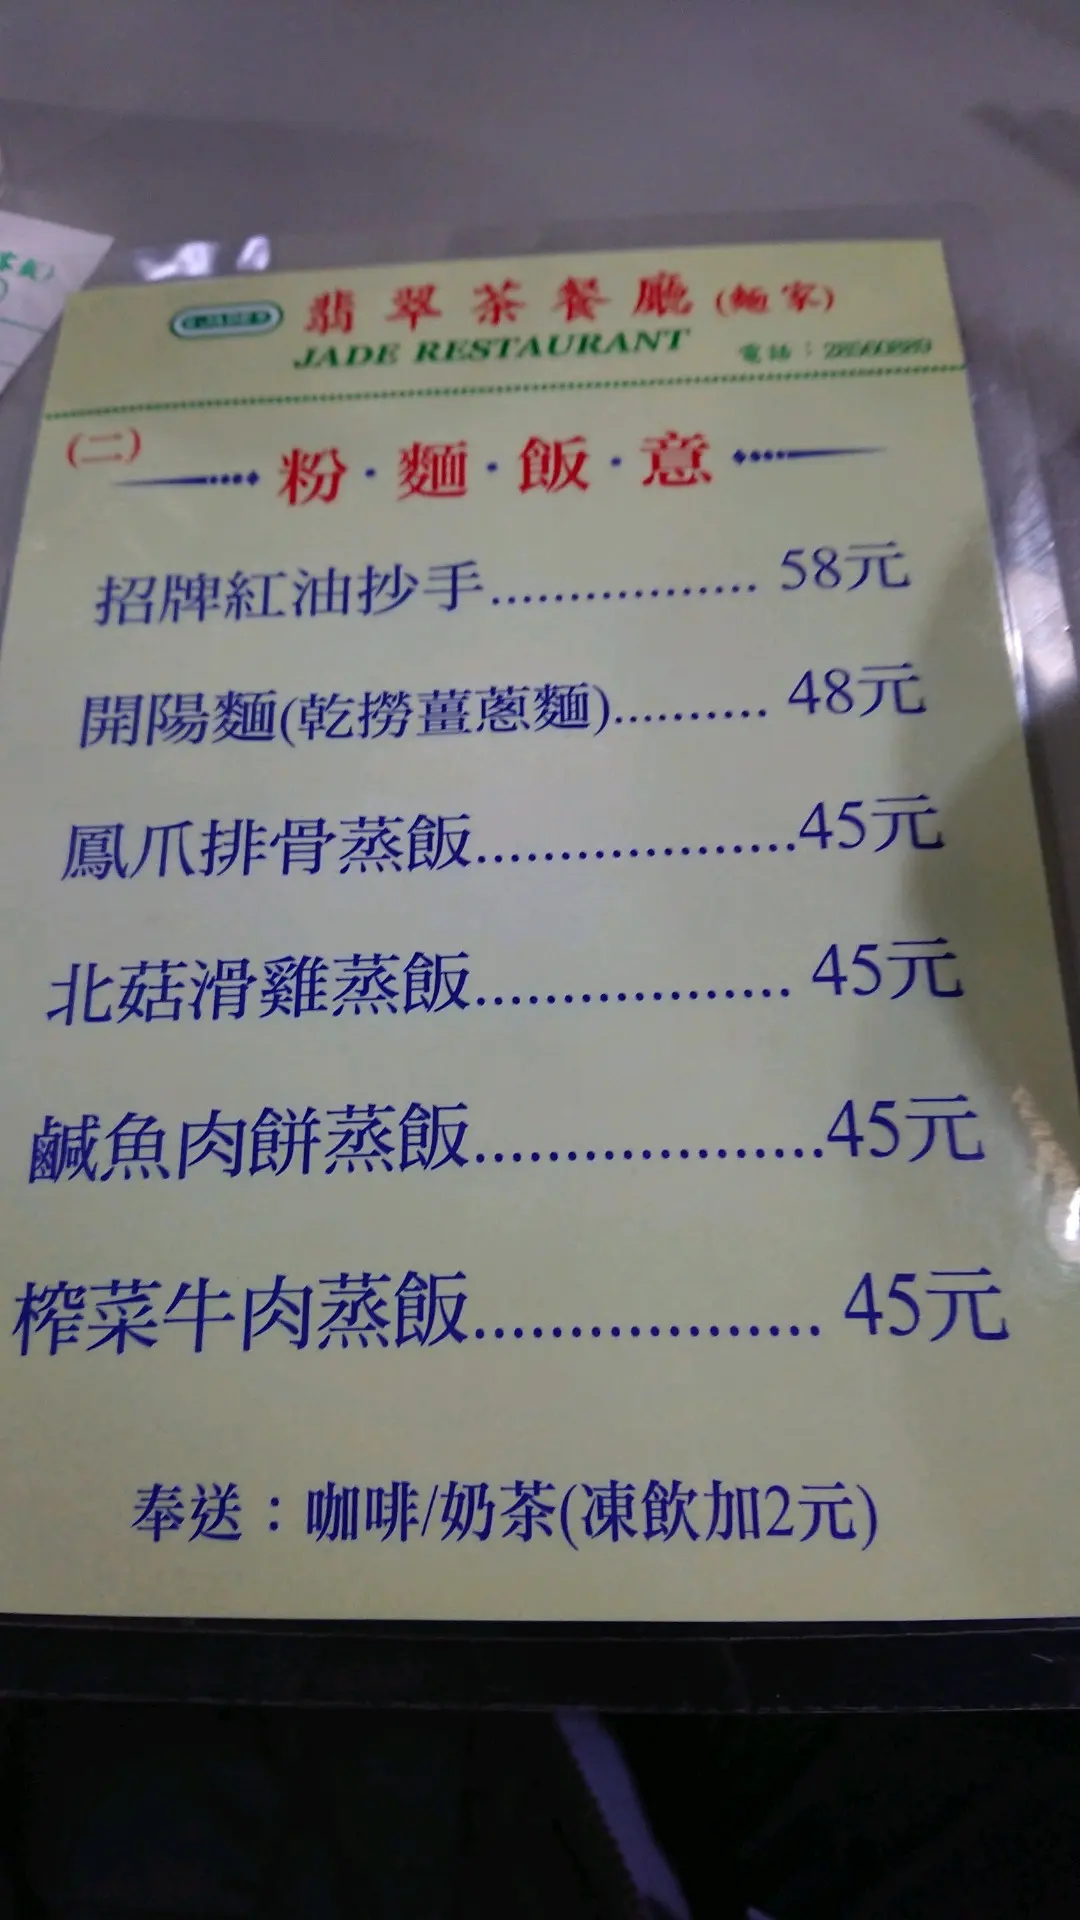 翡翠茶餐廳(麵家)
JADE RESTAURANT
電話：28560889
(二)
粉·麵·飯·意
招牌紅油抄手................. 58元
開陽麵(乾撈薑蔥麵).......... 48元
鳳爪排骨蒸飯....................45元
北菇滑雞蒸飯.................... 45元
鹹魚肉餅蒸飯....................45元
榨菜牛肉蒸飯.................... 45元
奉送：咖啡/奶茶(凍飲加2元)